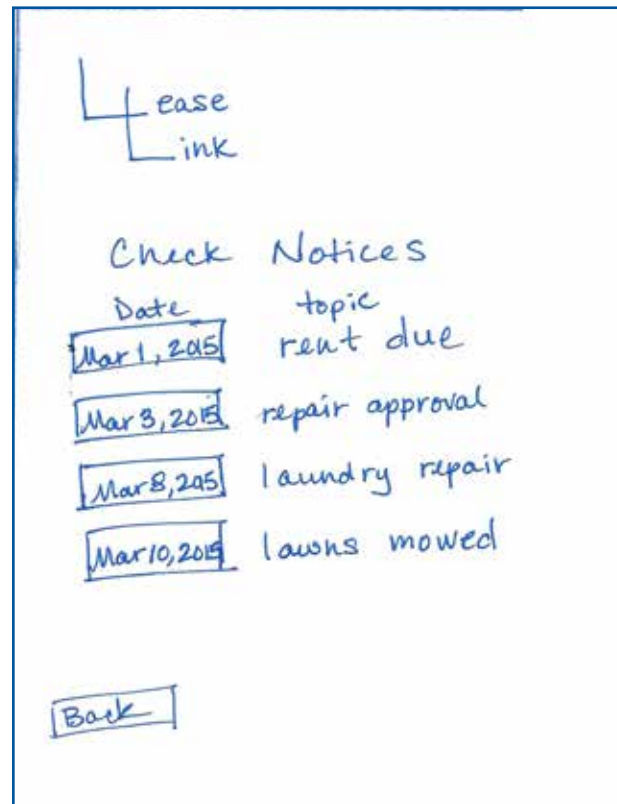 Lease
Link
Check Notices
Date topic
Mar 1, 2015 rent due
Mar 3, 2015 repair approval
Mar 8, 2015 laundry repair
Mar 10, 2015 lawns mowed
Back